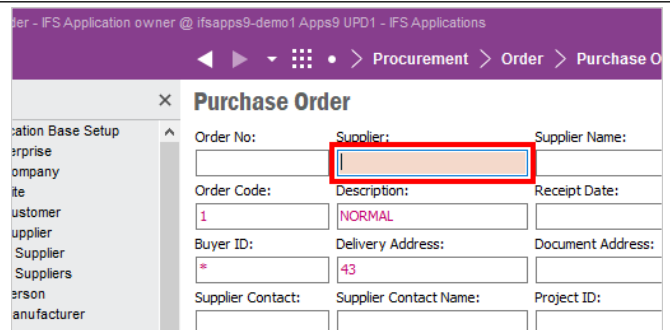 der - IFS Application owner @ ifsapps9-demo1 Apps9 UPD1 - IFS Applications
Procurement > Order > Purchase O
Purchase Order
cation Base Setup
erprise
ompany
ite
ustomer
upplier
Supplier
Suppliers
erson
anufacturer
Order No: Supplier: Supplier Name:
Order Code: Description: Receipt Date:
1 NORMAL
Buyer ID: Delivery Address: Document Address:
* 43
Supplier Contact: Supplier Contact Name: Project ID: